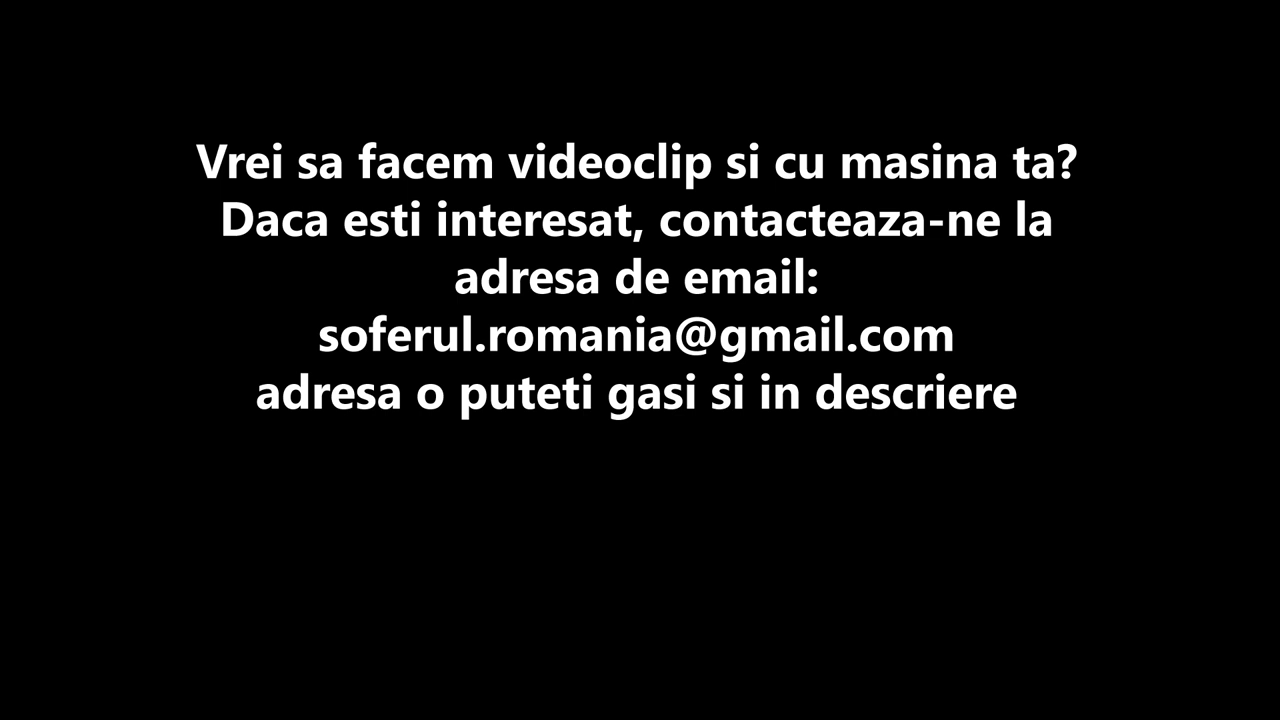 Vrei sa facem videoclip si cu masina ta?
Daca esti interesat, contacteaza-ne la
adresa de email:
soferul.romania@gmail.com
adresa o puteti gasi si in descriere